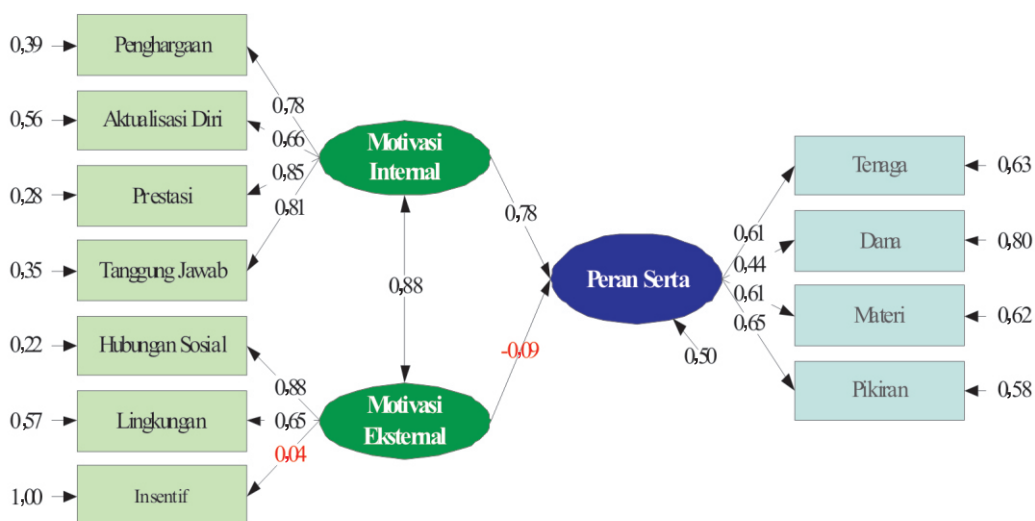 0,39
Penghargaan
0,78
0,56
Aktualisasi Diri
0,66
0,28
Prestasi
0,85
0,35
Tanggung Jawab
0,81
0,22
Hubungan Sosial
0,88
0,57
Lingkungan
0,65
1,00
Insentif
0,04
Motivasi
Internal
0,88
Motivasi
Eksternal
0,78
-0,09
Peran Serta
0,50
0,61
Tenaga
0,63
0,44
Dana
0,80
0,61
Materi
0,62
0,65
Pikiran
0,58